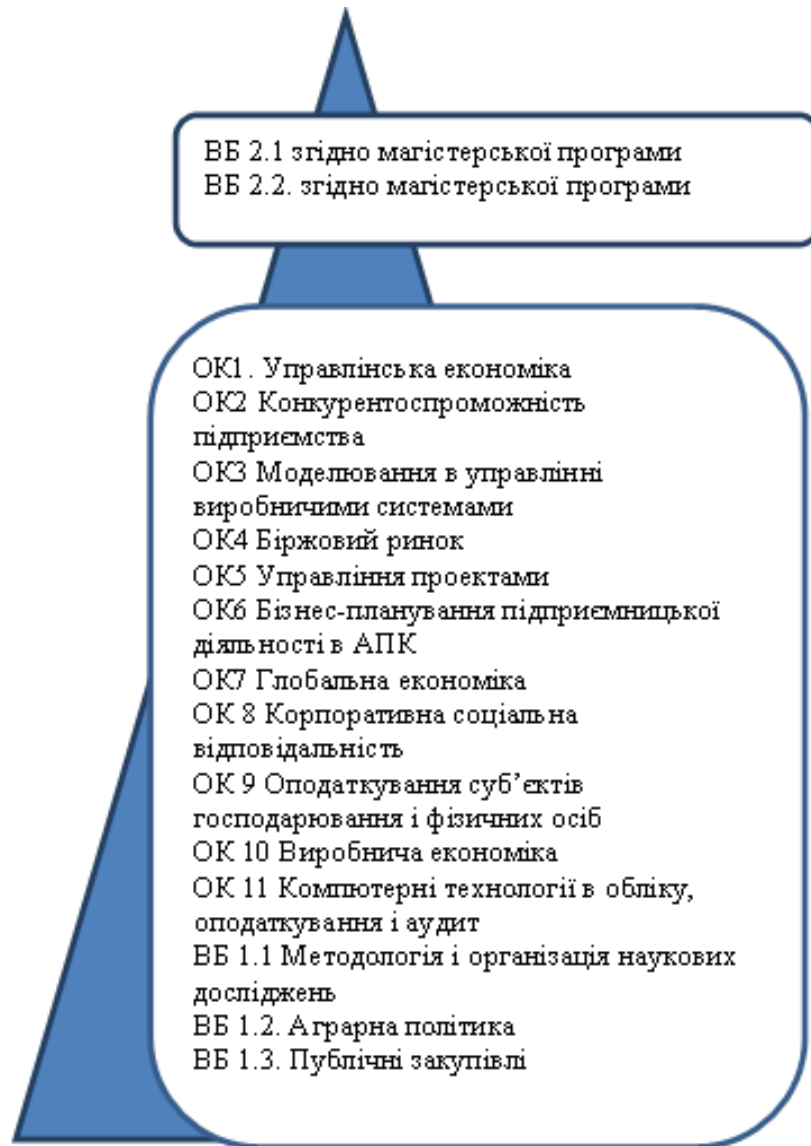 ВБ 2.1 згідно магістерської програми
ВБ 2.2. згідно магістерської програми
ОК1. Управлінська економіка
ОК2 Конкурентоспроможність
підприємства
ОК3 Моделювання в управлінні
виробничими системами
ОК4 Біржовий ринок
ОК5 Управління проектами
ОК6 Бізнес-планування підприємницької
діяльності в АПК
ОК7 Глобальна економіка
ОК 8 Корпоративна соціальна
відповідальність
ОК 9 Оподаткування суб’єктів
господарювання і фізичних осіб
ОК 10 Виробнича економіка
ОК 11 Компютерні технології в обліку,
оподаткування і аудит
ВБ 1.1 Методологія і організація наукових
досліджень
ВБ 1.2. Аграрна політика
ВБ 1.3. Публічні закупівлі